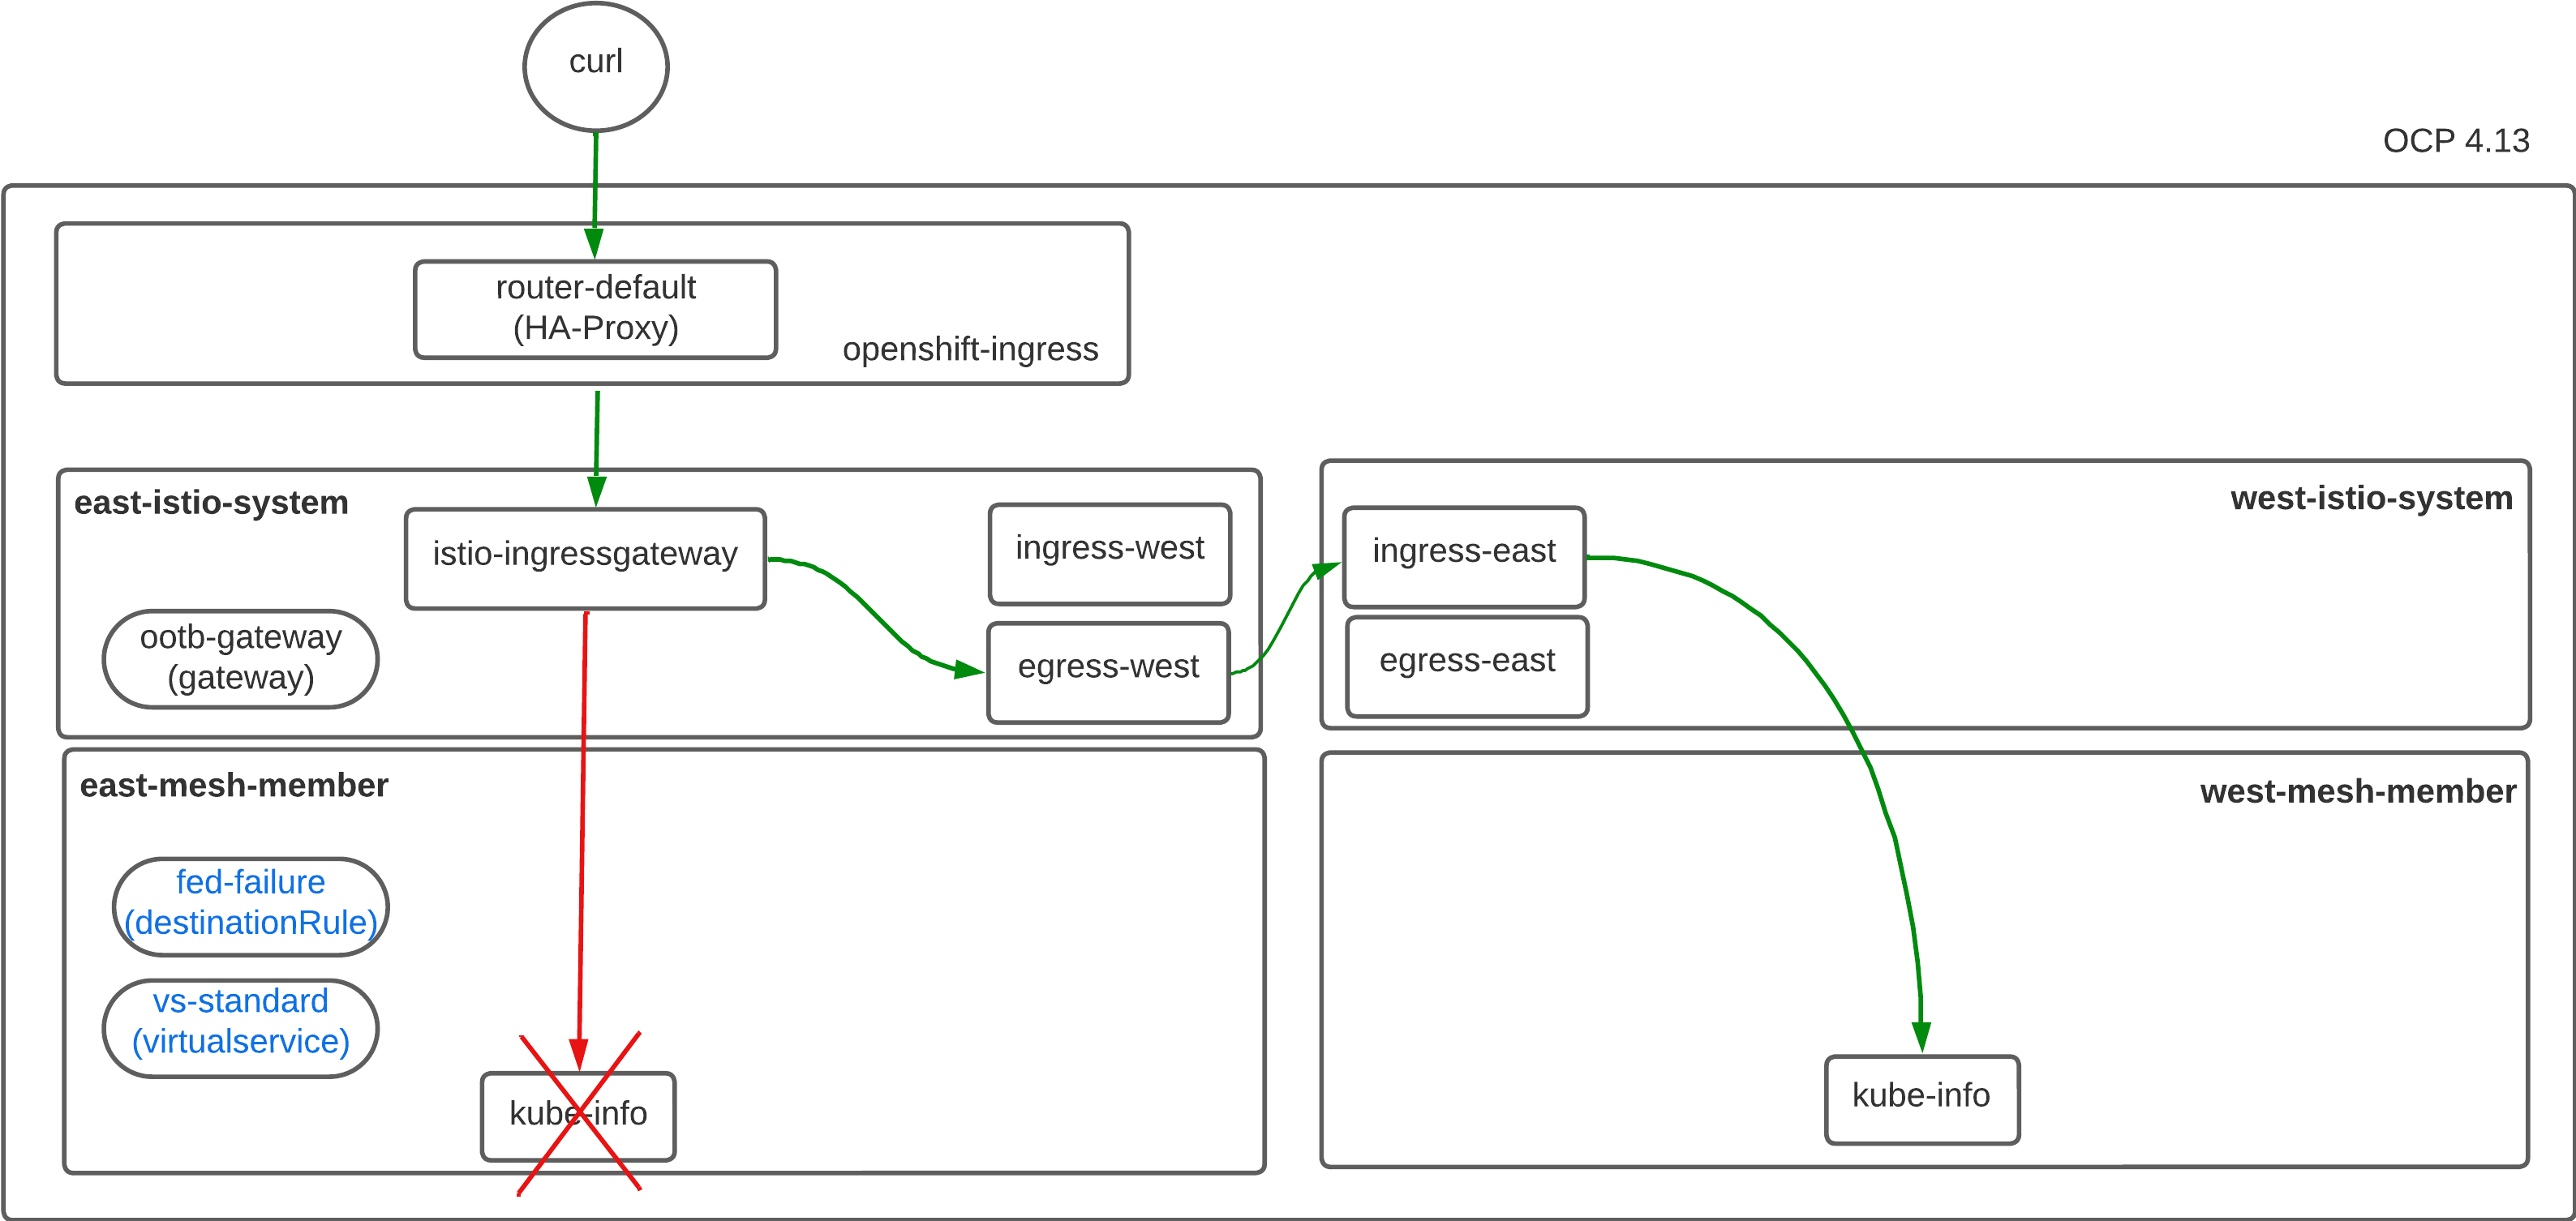 curl
OCP 4.13
router-default
(HA-Proxy)
openshift-ingress
east-istio-system
istio-ingressgateway
ingress-west
ootb-gateway
(gateway)
egress-west
west-istio-system
ingress-east
egress-east
east-mesh-member
fed-failure
(destinationRule)
vs-standard
(virtualservice)
kube-info
west-mesh-member
kube-info